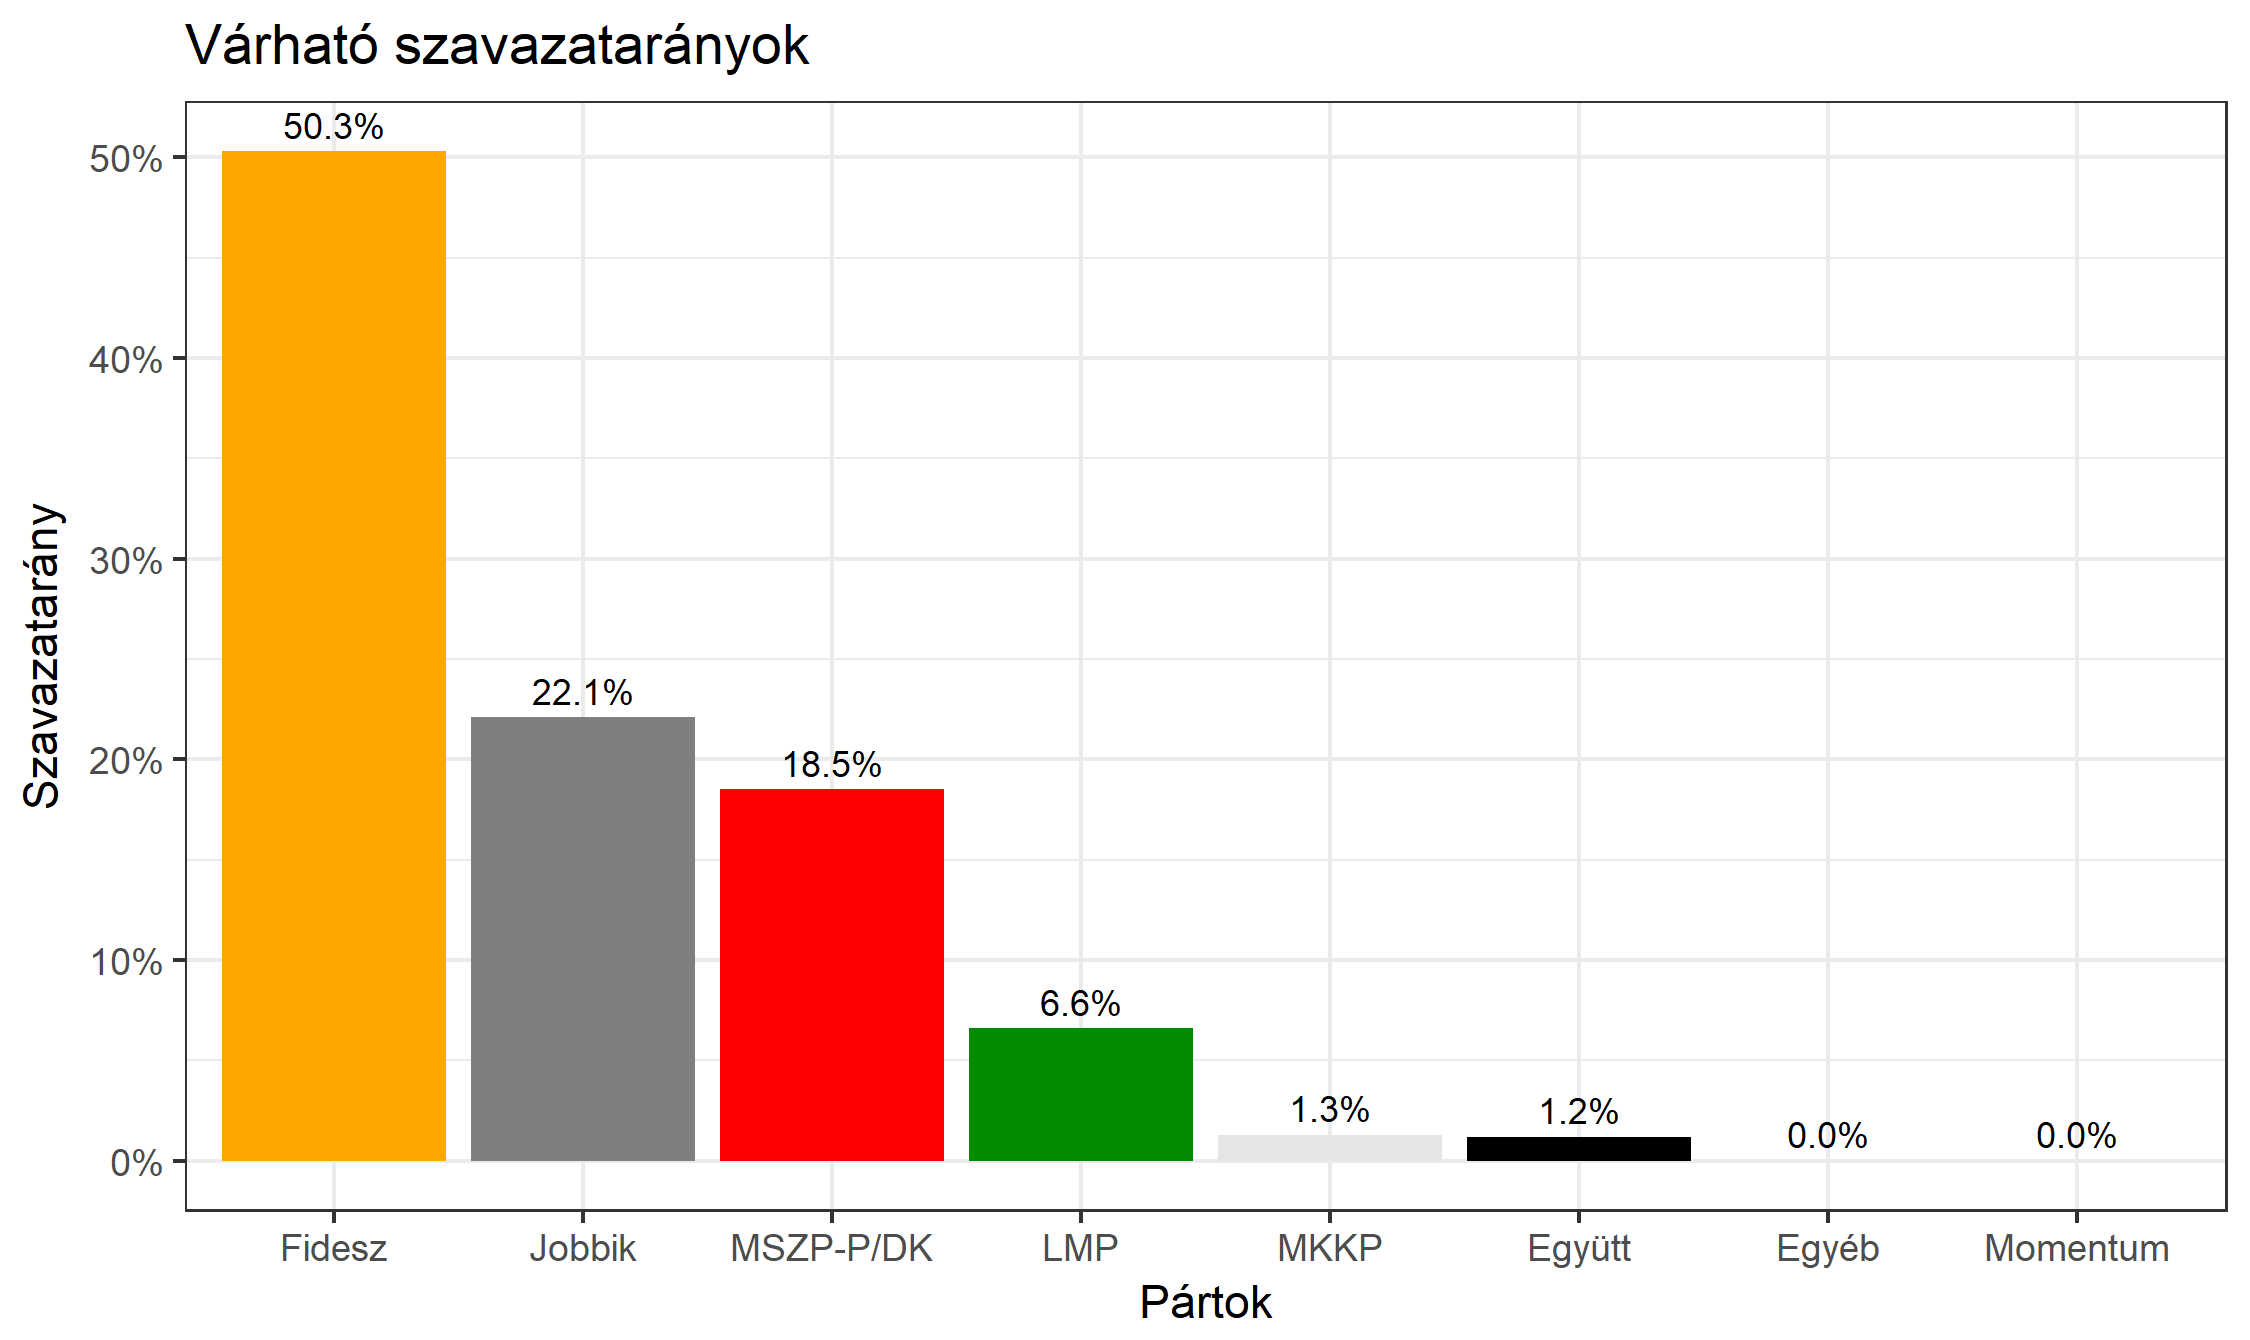 Várható szavazatarányok
50.3%
22.1%
18.5%
6.6%
1.3%
1.2%
0.0%
0.0%
50%
40%
30%
20%
10%
0%
Szavazatarány
Fidesz
Jobbik
MSZP-P/DK
LMP
MKKP
Együtt
Egyéb
Momentum
Pártok